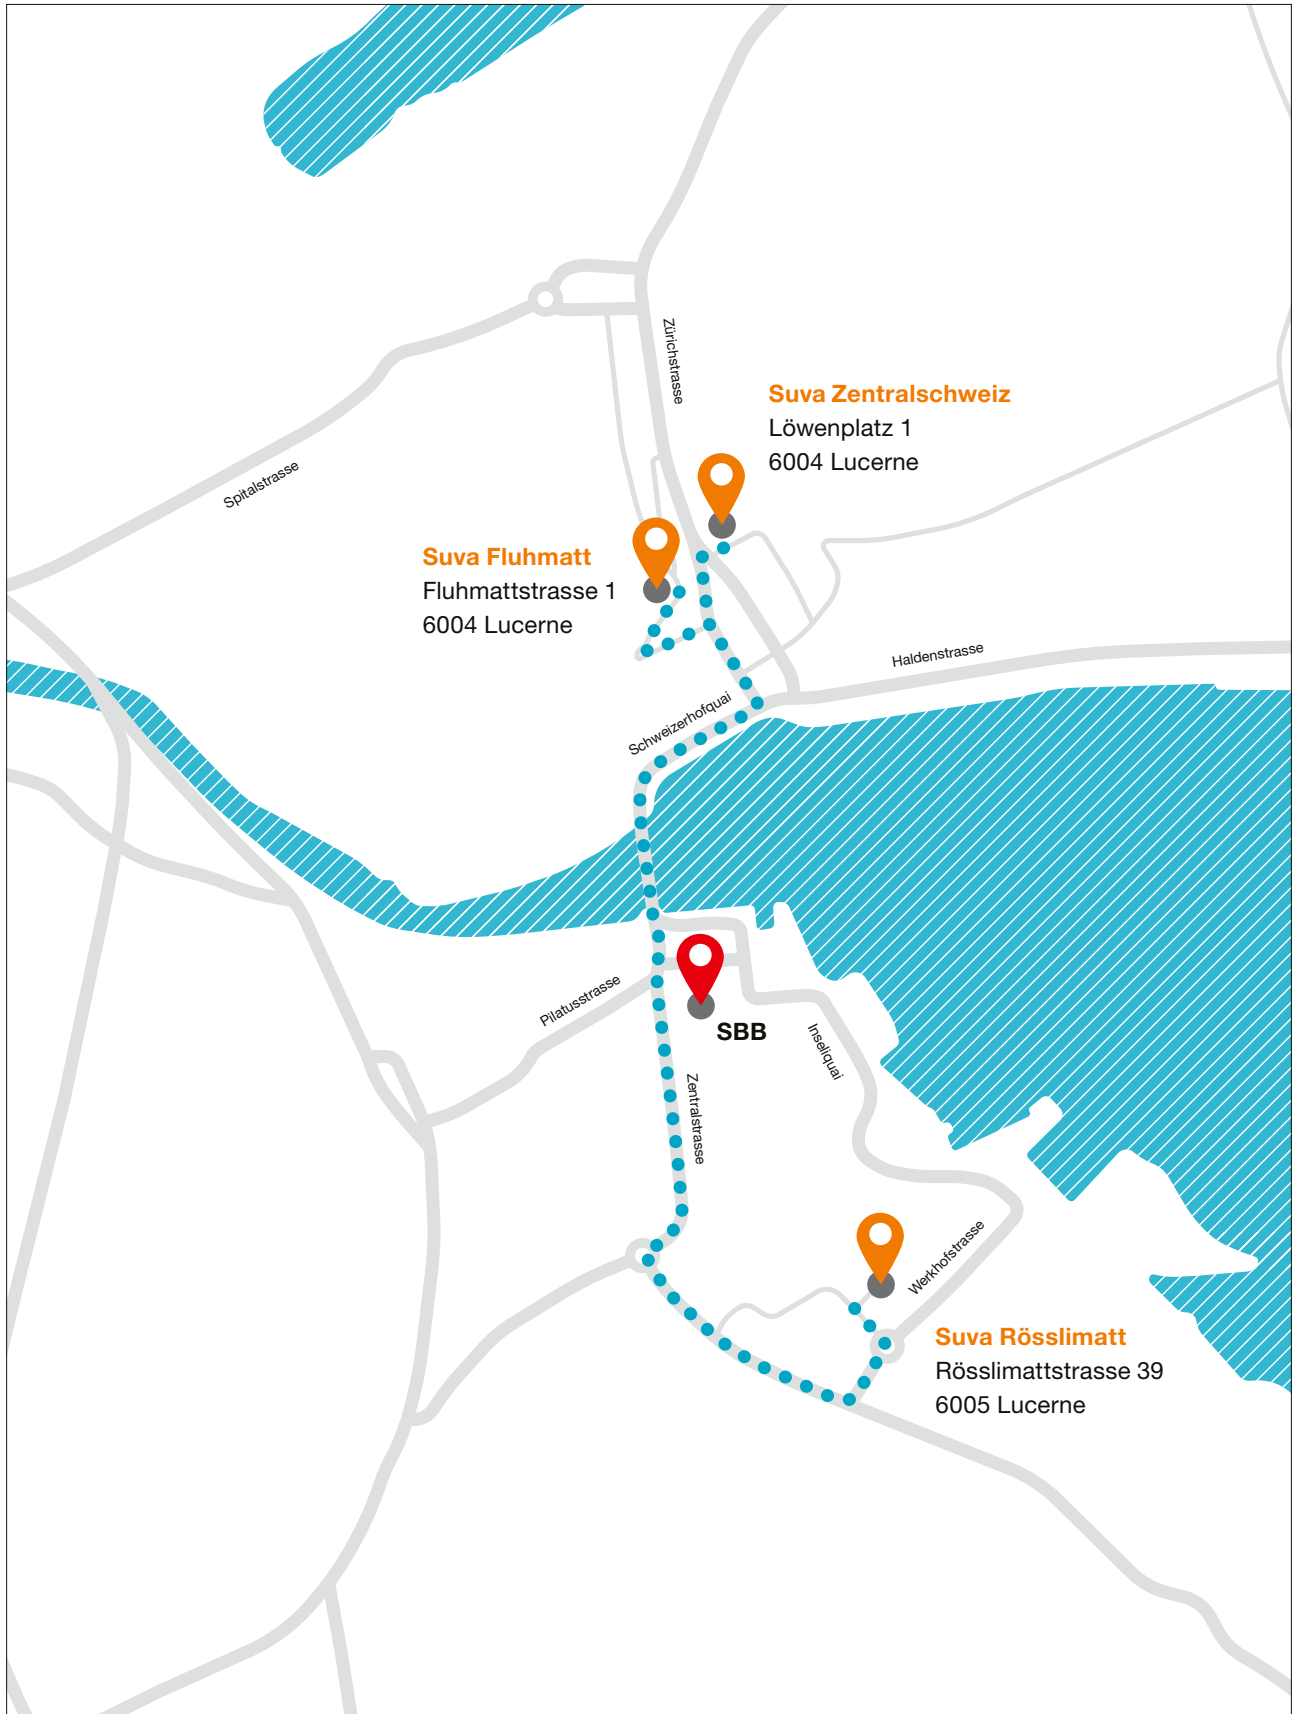 Zürichstrasse
Suva Zentralschweiz
Löwenplatz 1
6004 Lucerne
Spitalstrasse
Suva Fluhmatt
Fluhmattstrasse 1
6004 Lucerne
Haldenstrasse
Schweizerhofquai
Pilatusstrasse
SBB
Inseliquai
Zentralstrasse
Werkhofstrasse
Suva Rösslimatt
Rösslimattstrasse 39
6005 Lucerne